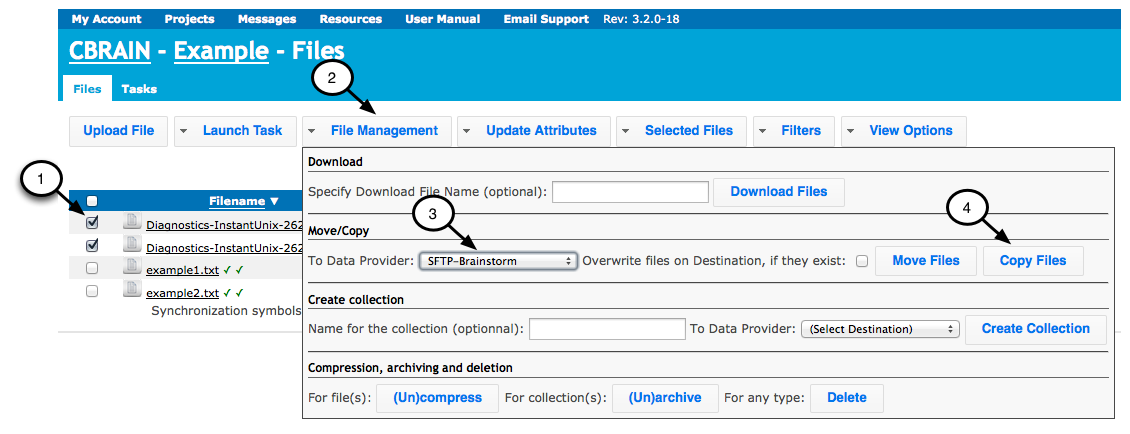 My Account Projects Messages Resources User Manual Email Support Rev: 3.2.0-18
CBRAIN - Example - Files
2
Files Tasks
Upload File Launch Task File Management Update Attributes Selected Files Filters View Options
Download
1
Specify Download File Name (optional): Download Files
Filename ▼
3
4
Diagnostics-InstantUnix-262
Move/Copy
Diagnostics-InstantUnix-262
To Data Provider: SFTP-Brainstorm Overwrite files on Destination, if they exist: Move Files Copy Files
example1.txt ✓ ✓
example2.txt ✓ ✓
Create collection
Synchronization symbols
Name for the collection (optionnal): To Data Provider: (Select Destination) Create Collection
Compression, archiving and deletion
For file(s): (Un)compress For collection(s): (Un)archive For any type: Delete